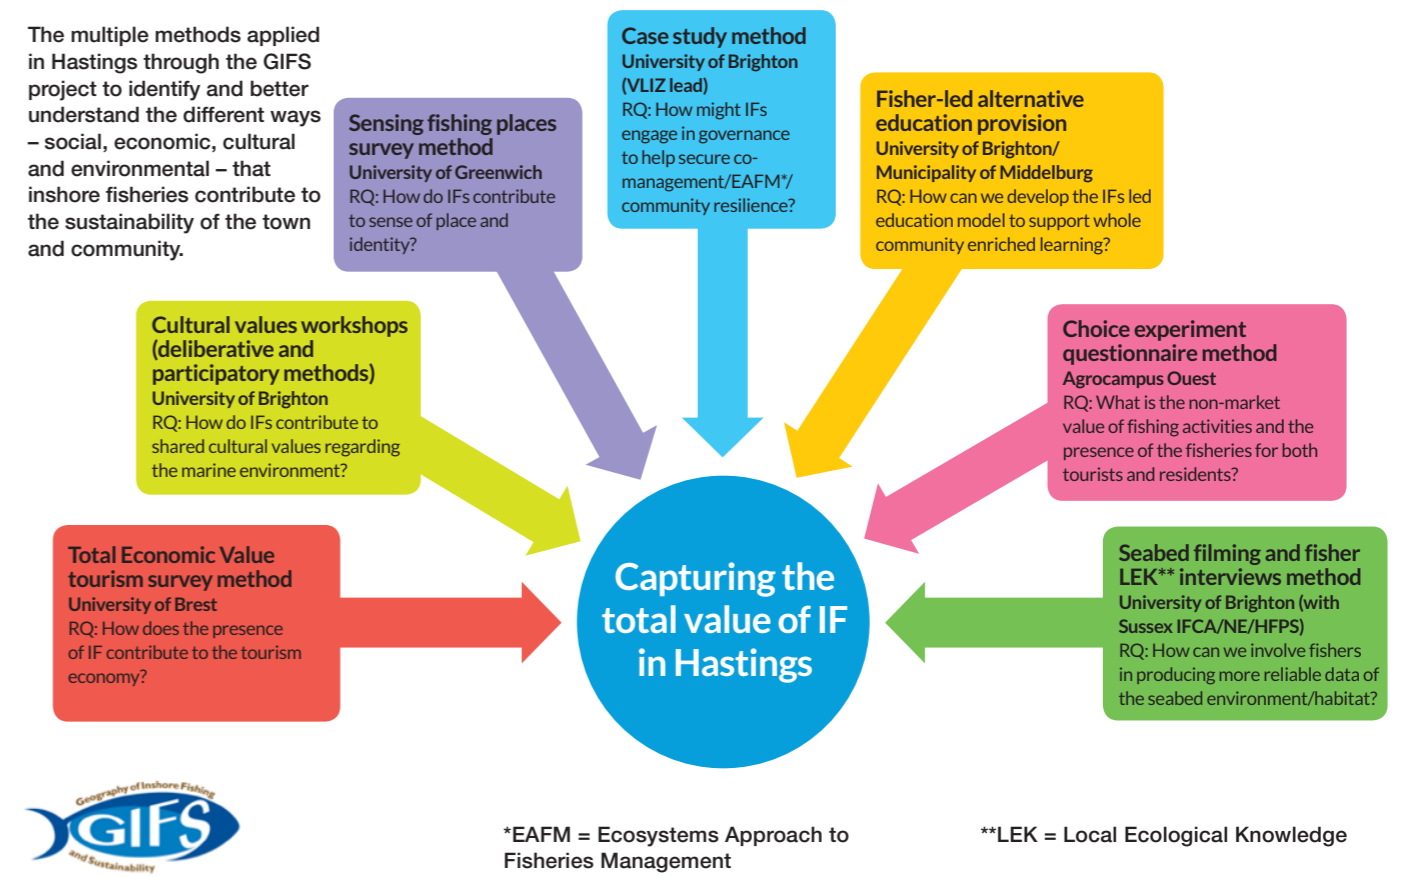 The multiple methods applied
in Hastings through the GIFS
project to identify and better
understand the different ways
– social, economic, cultural
and environmental – that
inshore fisheries contribute to
the sustainability of the town
and community.
Sensing fishing places
survey method
University of Greenwich
RQ: How do IFs contribute
to sense of place and
identity?
Case study method
University of Brighton
(VLIZ lead)
RQ: How might IFs
engage in governance
to help secure co-
management/EAFM*/
community resilience?
Fisher-led alternative
education provision
University of Brighton/
Municipality of Middelburg
RQ: How can we develop the IFs led
education model to support whole
community enriched learning?
Cultural values workshops
(deliberative and
participatory methods)
University of Brighton
RQ: How do IFs contribute to
shared cultural values regarding
the marine environment?
Choice experiment
questionnaire method
Agrocampus Ouest
RQ: What is the non-market
value of fishing activities and the
presence of the fisheries for both
tourists and residents?
Total Economic Value
tourism survey method
University of Brest
RQ: How does the presence
of IF contribute to the tourism
economy?
Capturing the
total value of IF
in Hastings
Seabed filming and fisher
LEK** interviews method
University of Brighton (with
Sussex IFCA/NE/HFPS)
RQ: How can we involve fishers
in producing more reliable data of
the seabed environment/habitat?
Geography of Inshore Fishing
GIFS
and Sustainability
*EAFM = Ecosystems Approach to
Fisheries Management
**LEK = Local Ecological Knowledge